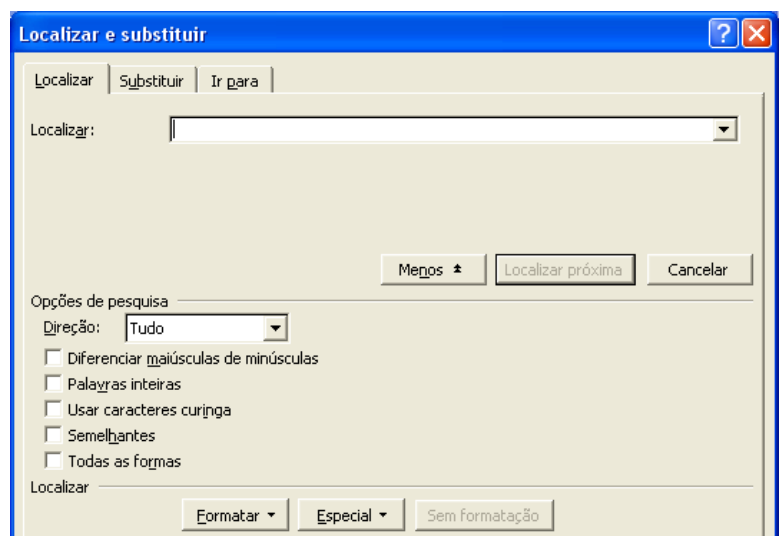 Localizar e substituir
Localizar Substituir Ir para
Localizar:
Menos Localizar próxima Cancelar
Opções de pesquisa
Direção: Tudo
Diferenciar maiúsculas de minúsculas
Palavras inteiras
Usar caracteres curinga
Semelhantes
Todas as formas
Localizar
Formatar Especial Sem formatação